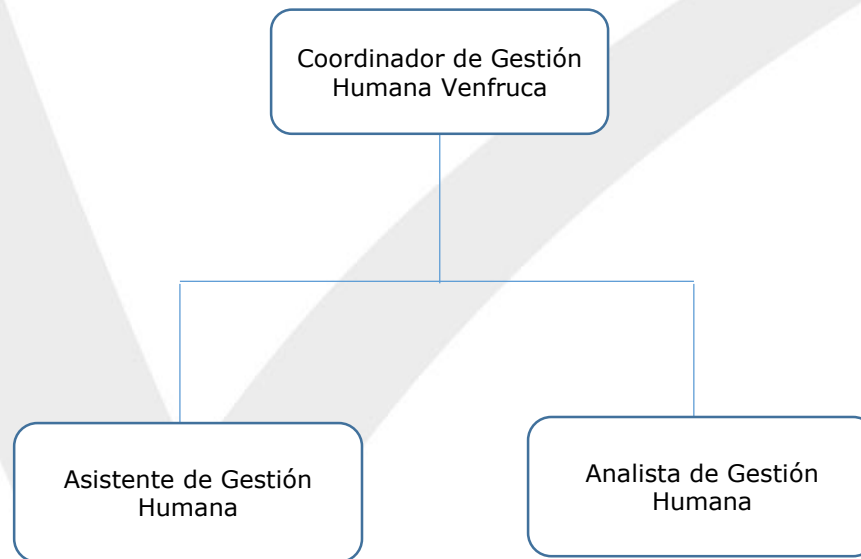 Coordinador de Gestión
Humana Venfruca
Asistente de Gestión
Humana
Analista de Gestión
Humana